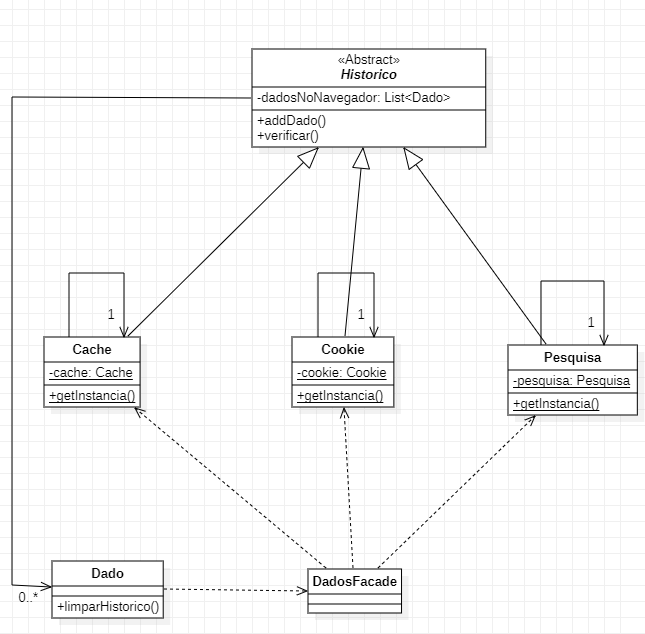 «Abstract»
Historico
-dadosNoNavegador: List<Dado>
+addDado()
+verificar()
1
1
1
Cache
-cache: Cache
+getInstancia()
Cookie
-cookie: Cookie
+getInstancia()
Pesquisa
-pesquisa: Pesquisa
+getInstancia()
Dado
+limparHistorico()
0..*
DadosFacade